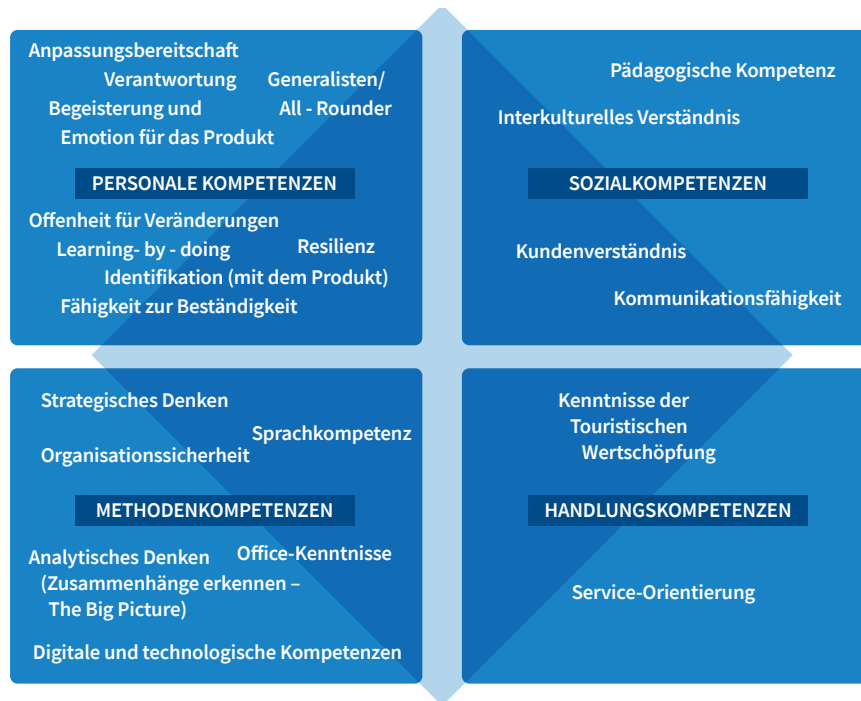 Anpassungsbereitschaft
Verantwortung
Generalisten/
All - Rounder
Begeisterung und
Emotion für das Produkt
PERSONALE KOMPETENZEN
Offenheit für Veränderungen
Learning- by - doing
Resilienz
Identifikation (mit dem Produkt)
Fähigkeit zur Beständigkeit
Pädagogische Kompetenz
Interkulturelles Verständnis
SOZIALKOMPETENZEN
Kundenverständnis
Kommunikationsfähigkeit
Strategisches Denken
Sprachkompetenz
Organisationssicherheit
METHODENKOMPETENZEN
Analytisches Denken
(Zusammenhänge erkennen –
The Big Picture)
Office-Kenntnisse
Digitale und technologische Kompetenzen
Kenntnisse der
Touristischen
Wertschöpfung
HANDLUNGSKOMPETENZEN
Service-Orientierung